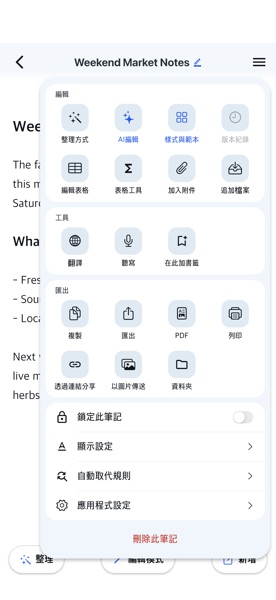 Weekend Market Notes
Wee
The fa
this m
Satur
Wha
- Fres
- Sou
- Loca
Next
live m
herbs
編輯
整理方式
AI編輯
樣式與範本
版本紀錄
編輯表格
表格工具
加入附件
追加檔案
工具
翻譯
聽寫
在此加書籤
匯出
複製
匯出
PDF
列印
透過連結分享
以圖片傳送
資料夾
鎖定此筆記
顯示設定
自動取代規則
應用程式設定
刪除此筆記
整理
編輯模式
新增